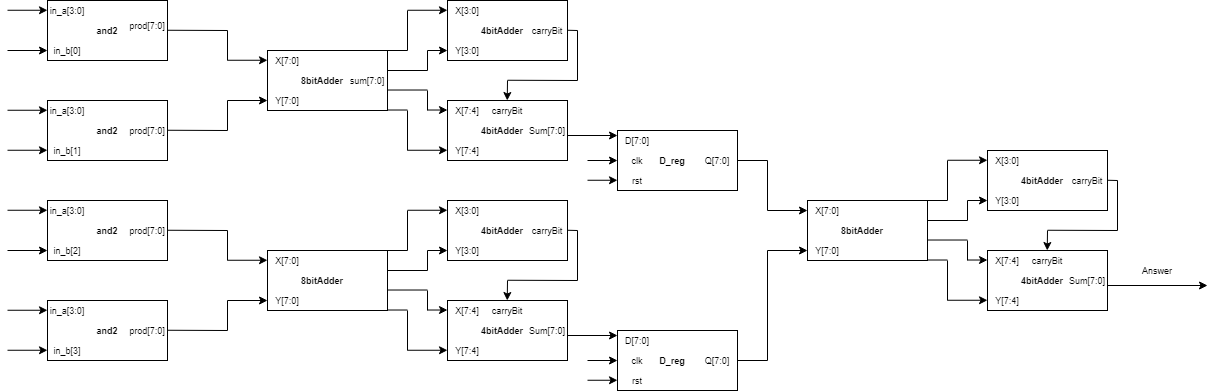 in_a[3:0]
and2
prod[7:0]
in_b[0]
in_a[3:0]
and2
prod[7:0]
in_b[1]
X[7:0]
8bitAdder
sum[7:0]
Y[7:0]
X[3:0]
4bitAdder
carryBit
Y[3:0]
X[7:4]
carryBit
4bitAdder
Sum[7:0]
Y[7:4]
D[7:0]
clk
D_reg
Q[7:0]
rst
in_a[3:0]
and2
prod[7:0]
in_b[2]
in_a[3:0]
and2
prod[7:0]
in_b[3]
X[7:0]
8bitAdder
Y[7:0]
X[3:0]
4bitAdder
carryBit
Y[3:0]
X[7:4]
carryBit
4bitAdder
Sum[7:0]
Y[7:4]
D[7:0]
clk
D_reg
Q[7:0]
rst
X[7:0]
8bitAdder
Y[7:0]
X[3:0]
4bitAdder
carryBit
Y[3:0]
X[7:4]
carryBit
4bitAdder
Sum[7:0]
Y[7:4]
Answer